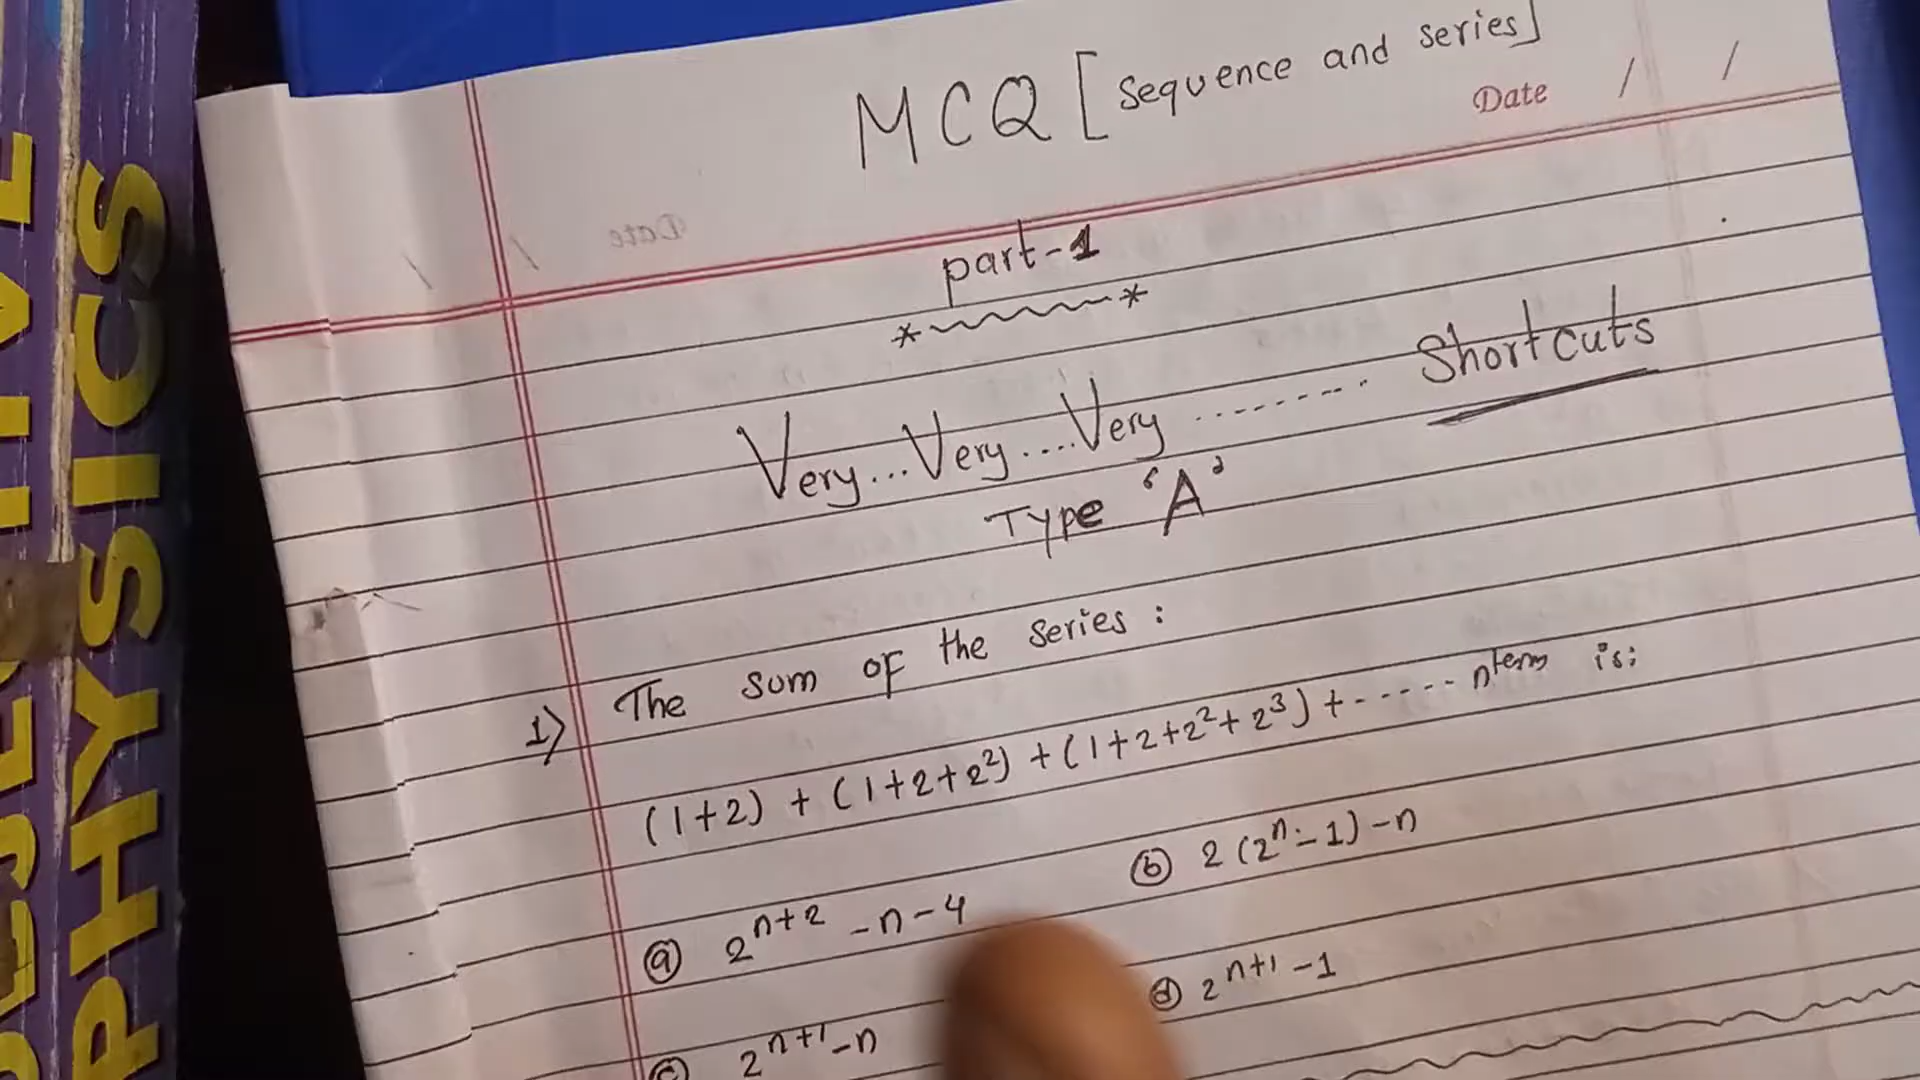 MCQ [Sequence and series]
Date / /
Date
part-1
Very...Very....Very ........ Shortcuts
Type 'A'
1) The sum of the series:
(1+2) + (1+2+2²) + (1+2+2²+2³) + ..... nᵗᵉʳᵐ is:
ⓐ 2ⁿ⁺² -n-4
ⓑ 2(2ⁿ-1)-n
ⓒ 2ⁿ⁺¹-n
ⓓ 2ⁿ⁺¹-1
PHYSICS